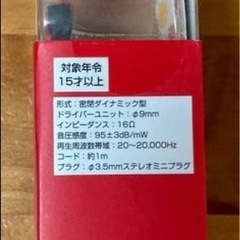 対象年令
15才以上
形式：密閉ダイナミック型
ドライバーユニット：φ9mm
インピーダンス：16Ω
音圧感度：95±3dB/mW
再生周波数帯域：20～20,000Hz
コード：約1m
プラグ：φ3.5mmステレオミニプラグ